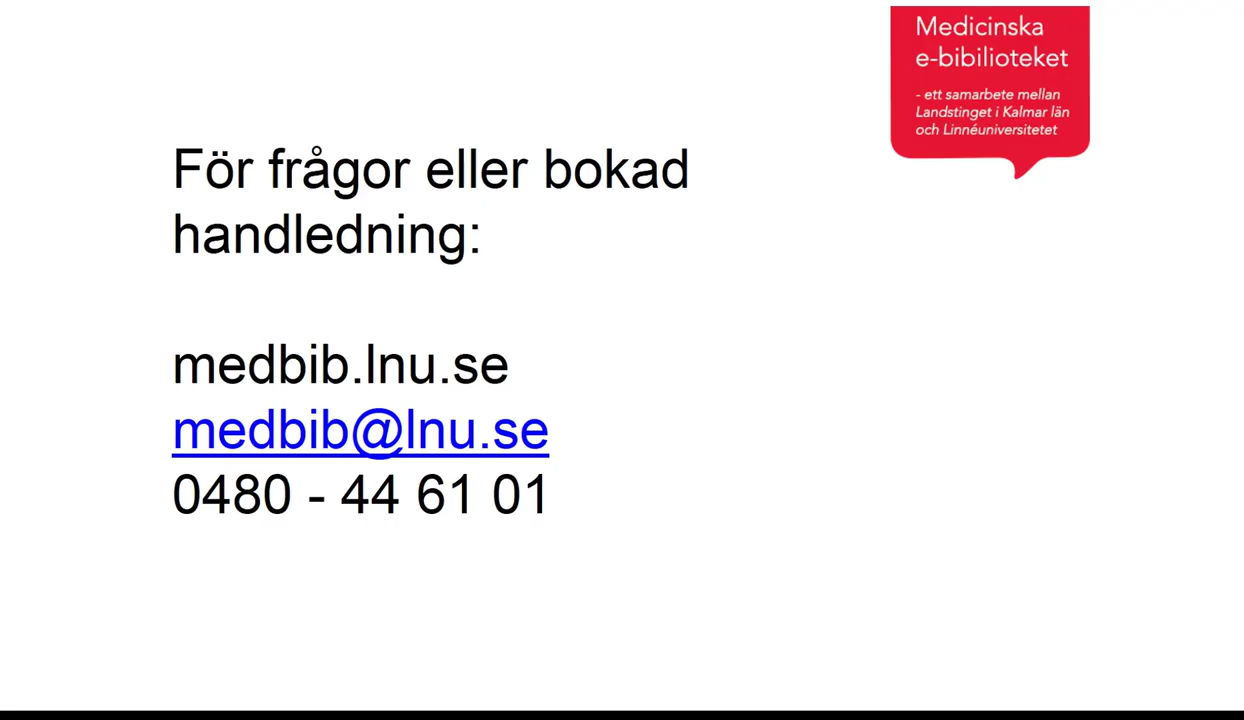 Medicinska
e-bibilioteket
- ett samarbete mellan
Landstinget i Kalmar län
och Linnéuniversitetet
För frågor eller bokad
handledning:
medbib.lnu.se
medbib@lnu.se
0480 - 44 61 01